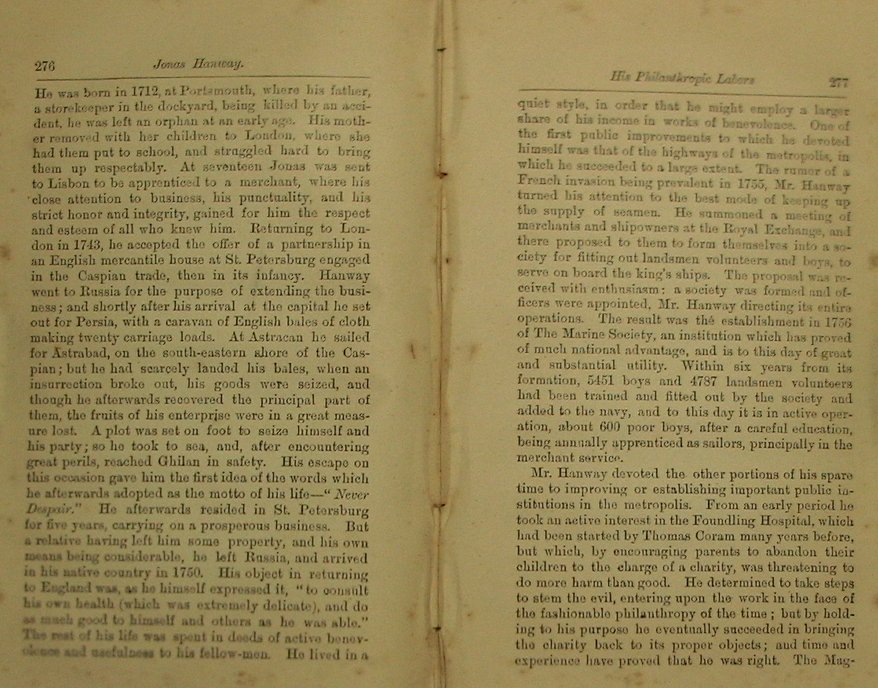 276
Jonas Hanway.
He was born in 1712, at Portsmouth, where his father,
a storekeeper in the dockyard, being killed by an acci-
dent, he was left an orphan at an early age. His moth-
er removed with her children to London, where she
had them put to school, and struggled hard to bring
them up respectably. At seventeen Jonas was sent
to Lisbon to be apprenticed to a merchant, where his
close attention to business, his punctuality, and his
strict honor and integrity, gained for him the respect
and esteem of all who knew him. Returning to Lon-
don in 1743, he accepted the offer of a partnership in
an English mercantile house at St. Petersburg engaged
in the Caspian trade, then in its infancy. Hanway
went to Russia for the purpose of extending the busi-
ness; and shortly after his arrival at the capital he set
out for Persia, with a caravan of English bales of cloth
making twenty carriage loads. At Astracan he sailed
for Astrabad, on the south-eastern shore of the Cas-
pian; but he had scarcely landed his bales, when an
insurrection broke out, his goods were seized, and
though he afterwards recovered the principal part of
them, the fruits of his enterprise were in a great meas-
ure lost. A plot was set on foot to seize himself and
his party; so he took to sea, and, after encountering
great perils, reached Ghilan in safety. His escape on
this occasion gave him the first idea of the words which
he afterwards adopted as the motto of his life—"Never
Despair." He afterwards resided in St. Petersburg
for five years, carrying on a prosperous business. But
a relative having left him some property, and his own
means being considerable, he left Russia, and arrived
in his native country in 1750. His object in returning
to England was, as he himself expressed it, "to consult
his own health (which was extremely delicate), and do
as much good to himself and others as he was able."
The rest of his life was spent in deeds of active benev-
olence and usefulness to his fellow-men. He lived in a
His Philanthropic Labors
277
quiet style, in order that he might employ a larger
share of his income in works of benevolence. One of
the first public improvements to which he devoted
himself was that of the highways of the metropolis, in
which he succeeded to a large extent. The rumor of a
French invasion being prevalent in 1755, Mr. Hanway
turned his attention to the best mode of keeping up
the supply of seamen. He summoned a meeting of
merchants and shipowners at the Royal Exchange, and
there proposed to them to form themselves into a so-
ciety for fitting out landsmen volunteers and boys, to
serve on board the king's ships. The proposal was re-
ceived with enthusiasm: a society was formed and of-
ficers were appointed, Mr. Hanway directing its entire
operations. The result was the establishment in 1756
of The Marine Society, an institution which has proved
of much national advantage, and is to this day of great
and substantial utility. Within six years from its
formation, 5451 boys and 4787 landsmen volunteers
had been trained and fitted out by the society and
added to the navy, and to this day it is in active oper-
ation, about 600 poor boys, after a careful education,
being annually apprenticed as sailors, principally in the
merchant service.
Mr. Hanway devoted the other portions of his spare
time to improving or establishing important public in-
stitutions in the metropolis. From an early period he
took an active interest in the Foundling Hospital, which
had been started by Thomas Coram many years before,
but which, by encouraging parents to abandon their
children to the charge of a charity, was threatening to
do more harm than good. He determined to take steps
to stem the evil, entering upon the work in the face of
the fashionable philanthropy of the time; but by hold-
ing to his purpose he eventually succeeded in bringing
the charity back to its proper objects; and time and
experience have proved that he was right. The Mag-